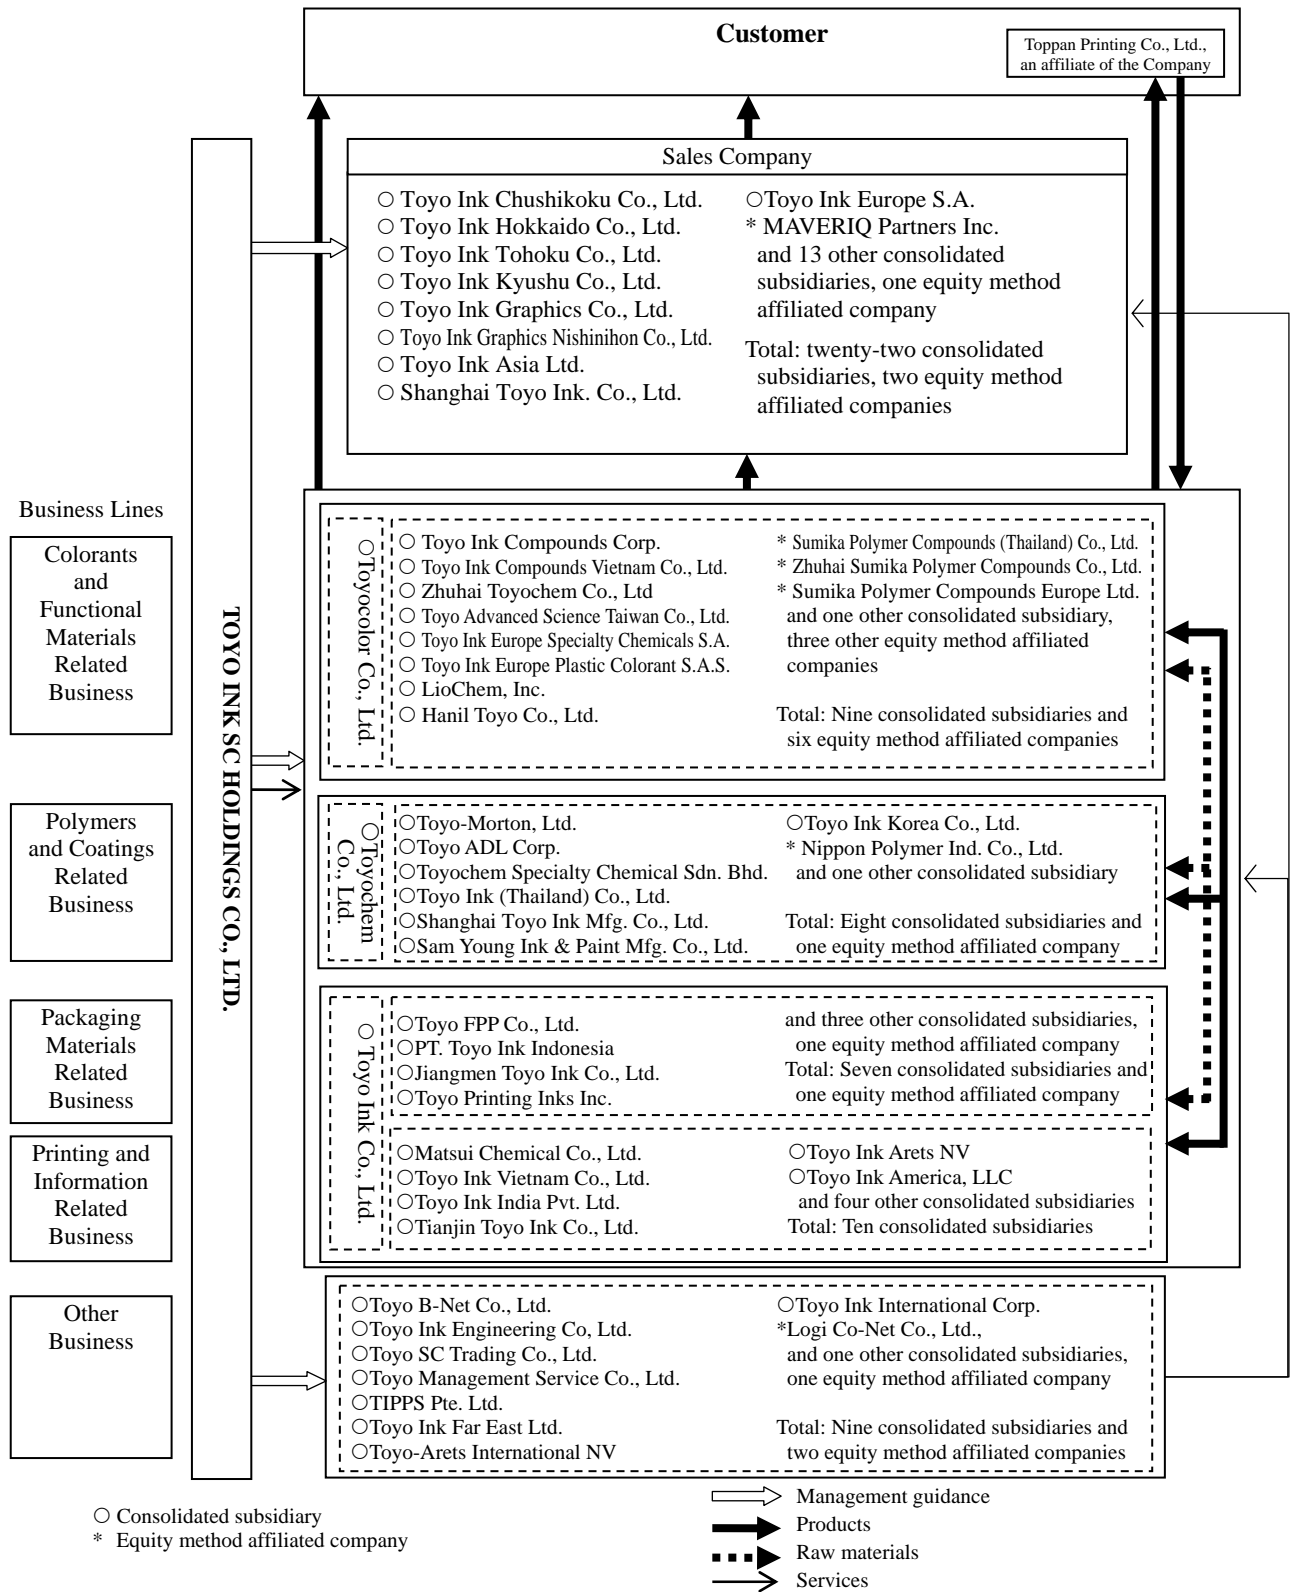 Customer
Toppan Printing Co., Ltd.,
an affiliate of the Company
Sales Company
○ Toyo Ink Chushikoku Co., Ltd.
○ Toyo Ink Hokkaido Co., Ltd.
○ Toyo Ink Tohoku Co., Ltd.
○ Toyo Ink Kyushu Co., Ltd.
○ Toyo Ink Graphics Co., Ltd.
○ Toyo Ink Graphics Nishinihon Co., Ltd.
○ Toyo Ink Asia Ltd.
○ Shanghai Toyo Ink. Co., Ltd.
○Toyo Ink Europe S.A.
* MAVERIQ Partners Inc.
and 13 other consolidated
subsidiaries, one equity method
affiliated company
Total: twenty-two consolidated
subsidiaries, two equity method
affiliated companies
TOYO INK SC HOLDINGS CO., LTD.
Business Lines
Colorants
and
Functional
Materials
Related
Business
○Toyocolor Co., Ltd.
○ Toyo Ink Compounds Corp.
○ Toyo Ink Compounds Vietnam Co., Ltd.
○ Zhuhai Toyochem Co., Ltd
○ Toyo Advanced Science Taiwan Co., Ltd.
○ Toyo Ink Europe Specialty Chemicals S.A.
○ Toyo Ink Europe Plastic Colorant S.A.S.
○ LioChem, Inc.
○ Hanil Toyo Co., Ltd.
* Sumika Polymer Compounds (Thailand) Co., Ltd.
* Zhuhai Sumika Polymer Compounds Co., Ltd.
* Sumika Polymer Compounds Europe Ltd.
and one other consolidated subsidiary,
three other equity method affiliated
companies
Total: Nine consolidated subsidiaries and
six equity method affiliated companies
Polymers
and Coatings
Related
Business
○Toyochem
Co., Ltd.
○Toyo-Morton, Ltd.
○Toyo ADL Corp.
○Toyochem Specialty Chemical Sdn. Bhd.
○Toyo Ink (Thailand) Co., Ltd.
○Shanghai Toyo Ink Mfg. Co., Ltd.
○Sam Young Ink & Paint Mfg. Co., Ltd.
○Toyo Ink Korea Co., Ltd.
* Nippon Polymer Ind. Co., Ltd.
and one other consolidated subsidiary
Total: Eight consolidated subsidiaries and
one equity method affiliated company
Packaging
Materials
Related
Business
○ Toyo Ink Co., Ltd.
○Toyo FPP Co., Ltd.
○PT. Toyo Ink Indonesia
○Jiangmen Toyo Ink Co., Ltd.
○Toyo Printing Inks Inc.
and three other consolidated subsidiaries,
one equity method affiliated company
Total: Seven consolidated subsidiaries and
one equity method affiliated company
Printing and
Information
Related
Business
○Matsui Chemical Co., Ltd.
○Toyo Ink Vietnam Co., Ltd.
○Toyo Ink India Pvt. Ltd.
○Tianjin Toyo Ink Co., Ltd.
○Toyo Ink Arets NV
○Toyo Ink America, LLC
and four other consolidated subsidiaries
Total: Ten consolidated subsidiaries
Other
Business
○Toyo B-Net Co., Ltd.
○Toyo Ink Engineering Co, Ltd.
○Toyo SC Trading Co., Ltd.
○Toyo Management Service Co., Ltd.
○TIPPS Pte. Ltd.
○Toyo Ink Far East Ltd.
○Toyo-Arets International NV
○Toyo Ink International Corp.
*Logi Co-Net Co., Ltd.,
and one other consolidated subsidiaries,
one equity method affiliated company
Total: Nine consolidated subsidiaries and
two equity method affiliated companies
○ Consolidated subsidiary
* Equity method affiliated company
Management guidance
Products
Raw materials
Services